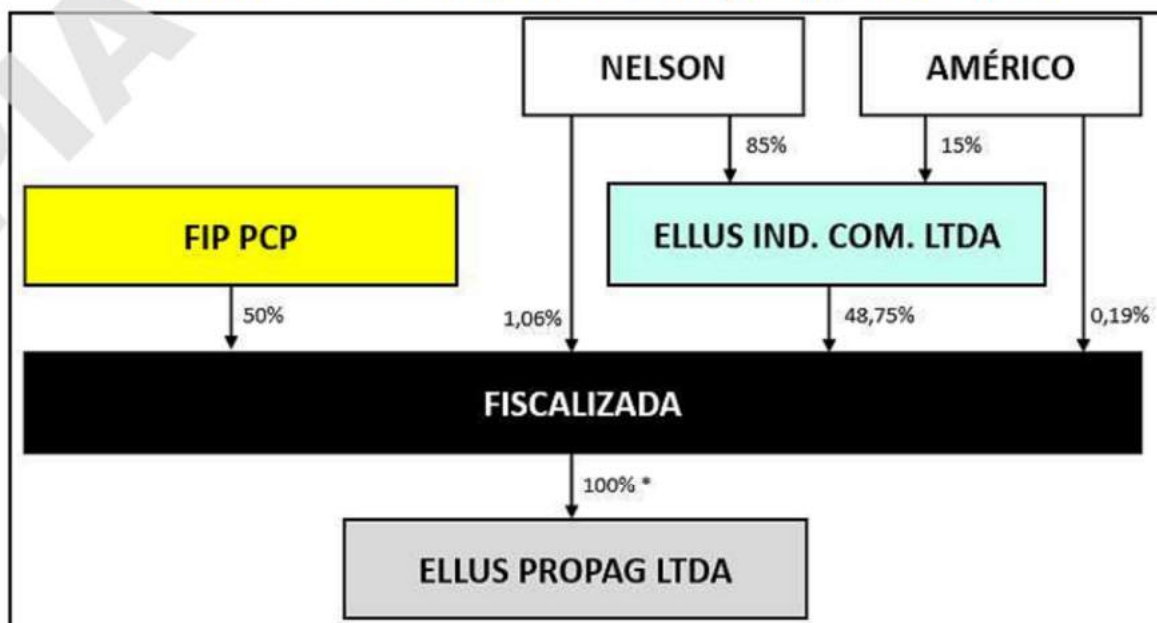 NELSON
AMÉRICO
85%
15%
FIP PCP
ELLUS IND. COM. LTDA
50%
1,06%
48,75%
0,19%
FISCALIZADA
100% *
ELLUS PROPAG LTDA